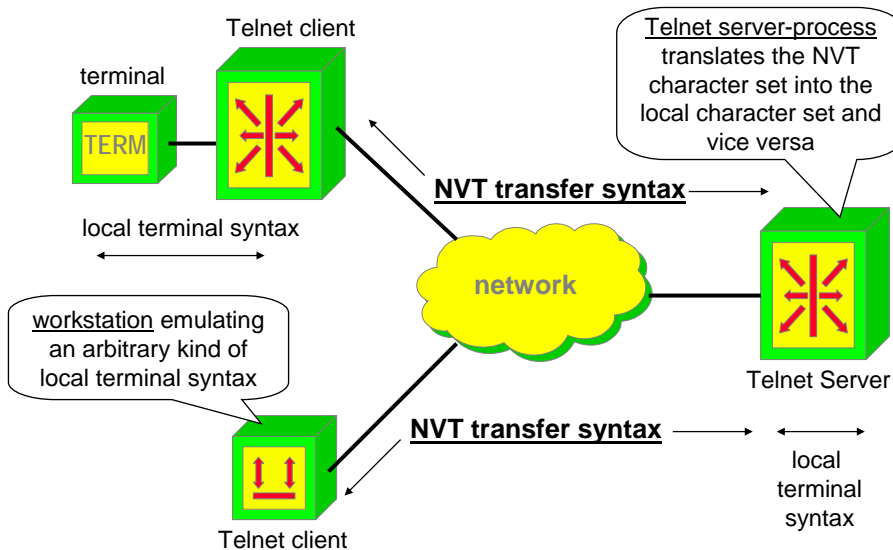 Telnet client
Telnet server-process
translates the NVT
character set into the
local character set and
vice versa
terminal
TERM
NVT transfer syntax
local terminal syntax
network
workstation emulating
an arbitrary kind of
local terminal syntax
Telnet Server
NVT transfer syntax
local
terminal
syntax
Telnet client